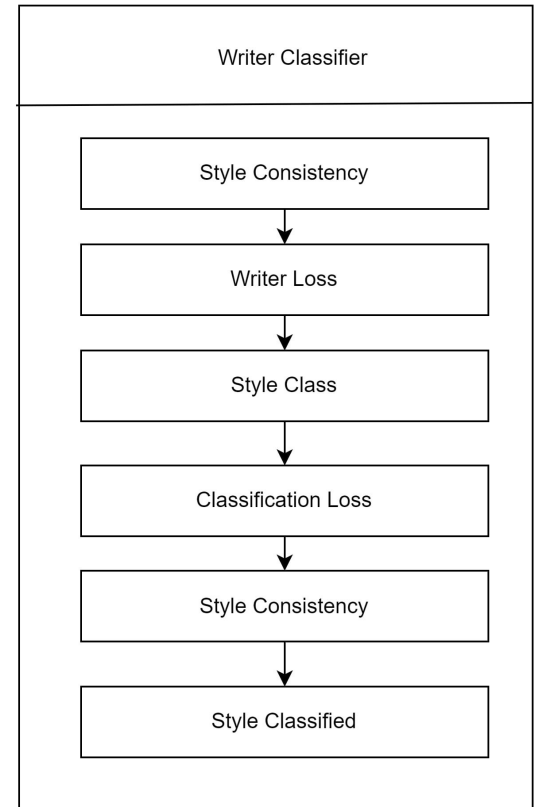 Writer Classifier
Style Consistency
Writer Loss
Style Class
Classification Loss
Style Consistency
Style Classified